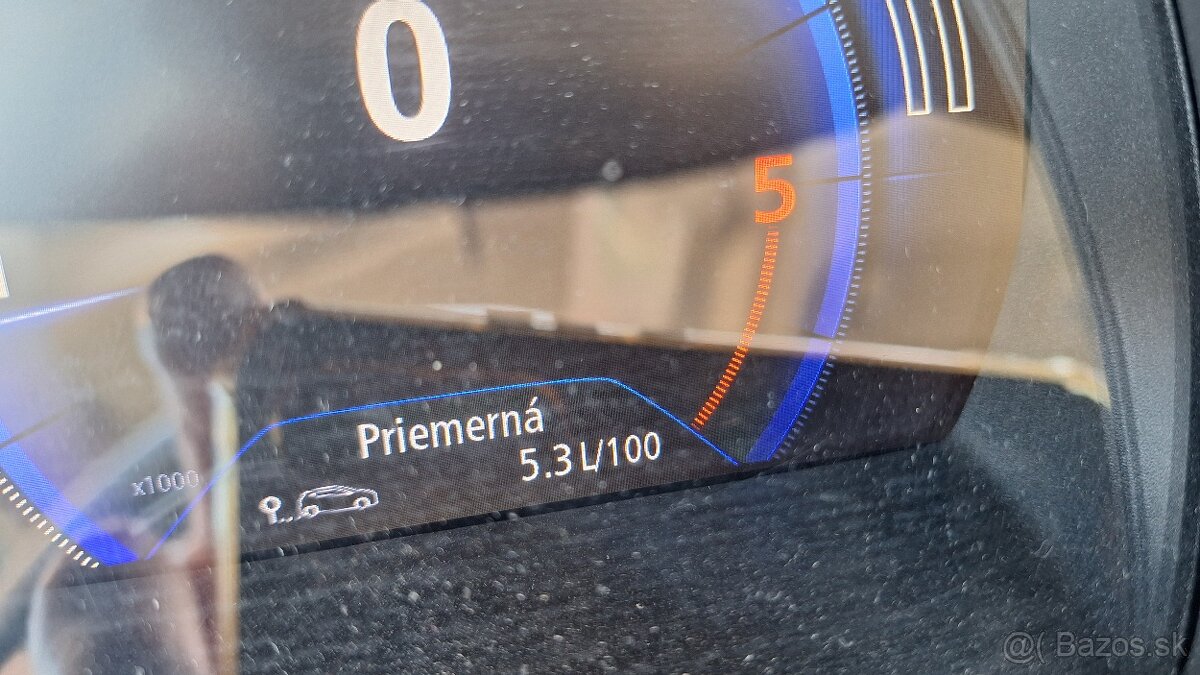 0
5
Priemerná
5.3 L/100
x1000
@( Bazos.sk